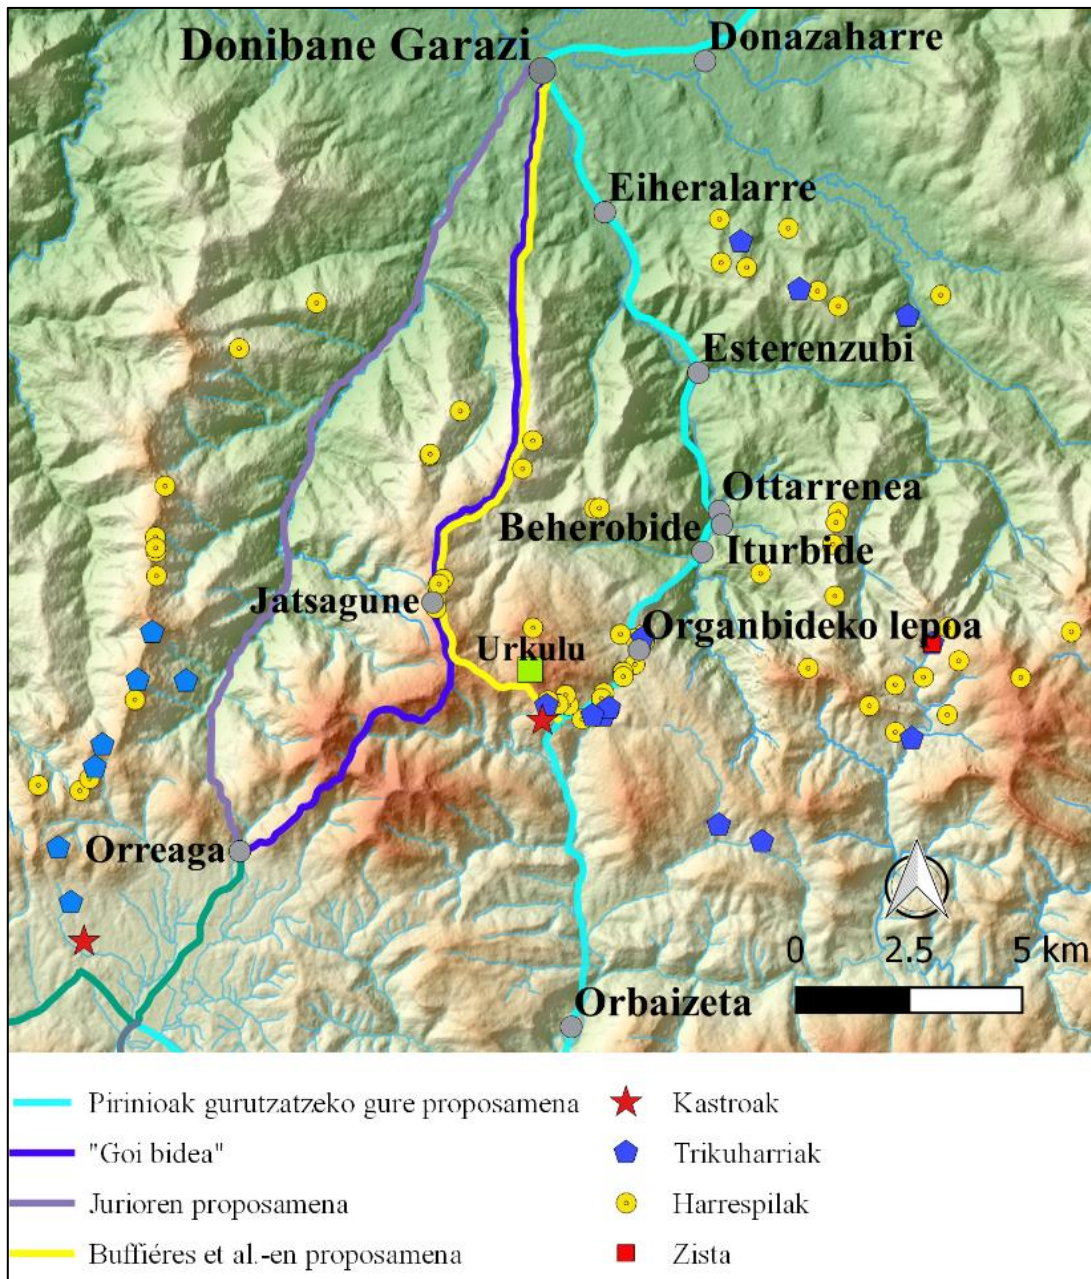 Donibane Garazi
Donazaharre
Eiheralarre
Esterenzubi
Ottarrenea
Beherobide
Iturbide
Jatsagune
Organbideko lepoa
Urkulu
Orreaga
0 2.5 5 km
Orbaizeta
Pirinioak gurutzatzeko gure proposamena
Kastroak
"Goi bidea"
Trikuharriak
Jurioren proposamena
Harrespilak
Buffiéres et al.-en proposamena
Zista